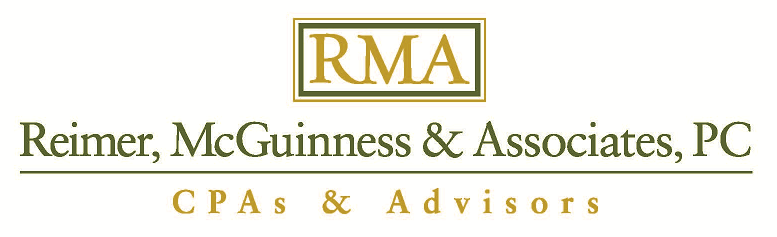 RMA
Reimer, McGuinness & Associates, PC
CPAs & Advisors